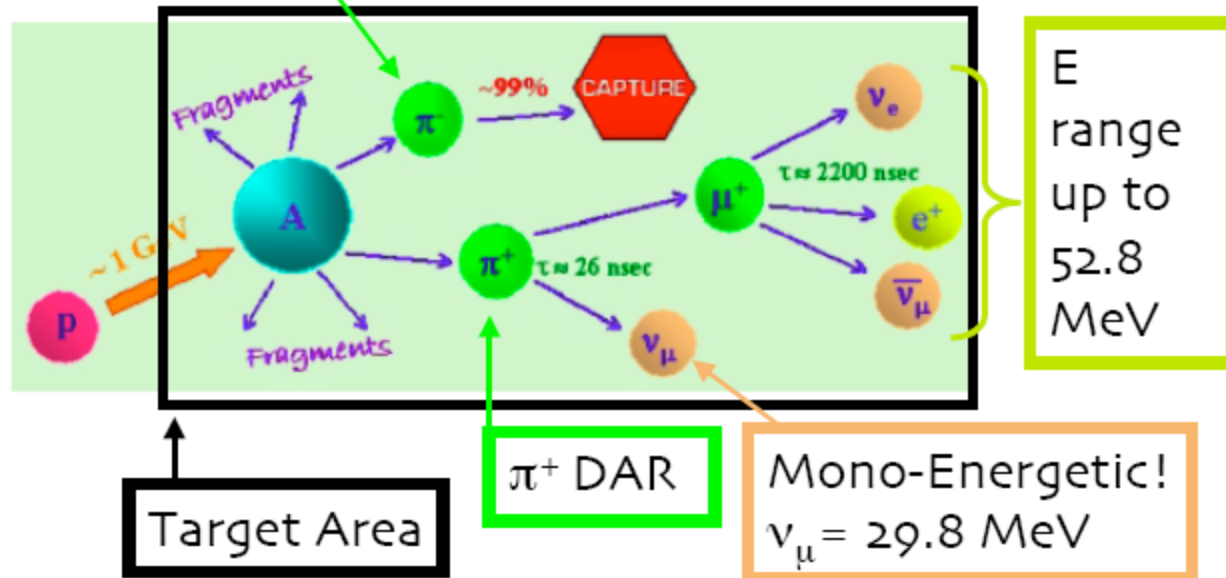 Fragments
π⁻
~99%
CAPTURE
νe
A
μ⁺
τ ≈ 2200 nsec
e⁺
~1 GeV
π⁺
τ ≈ 26 nsec
ν̅μ
p
Fragments
νμ
E
range
up to
52.8
MeV
Target Area
π⁺ DAR
Mono-Energetic!
νμ = 29.8 MeV